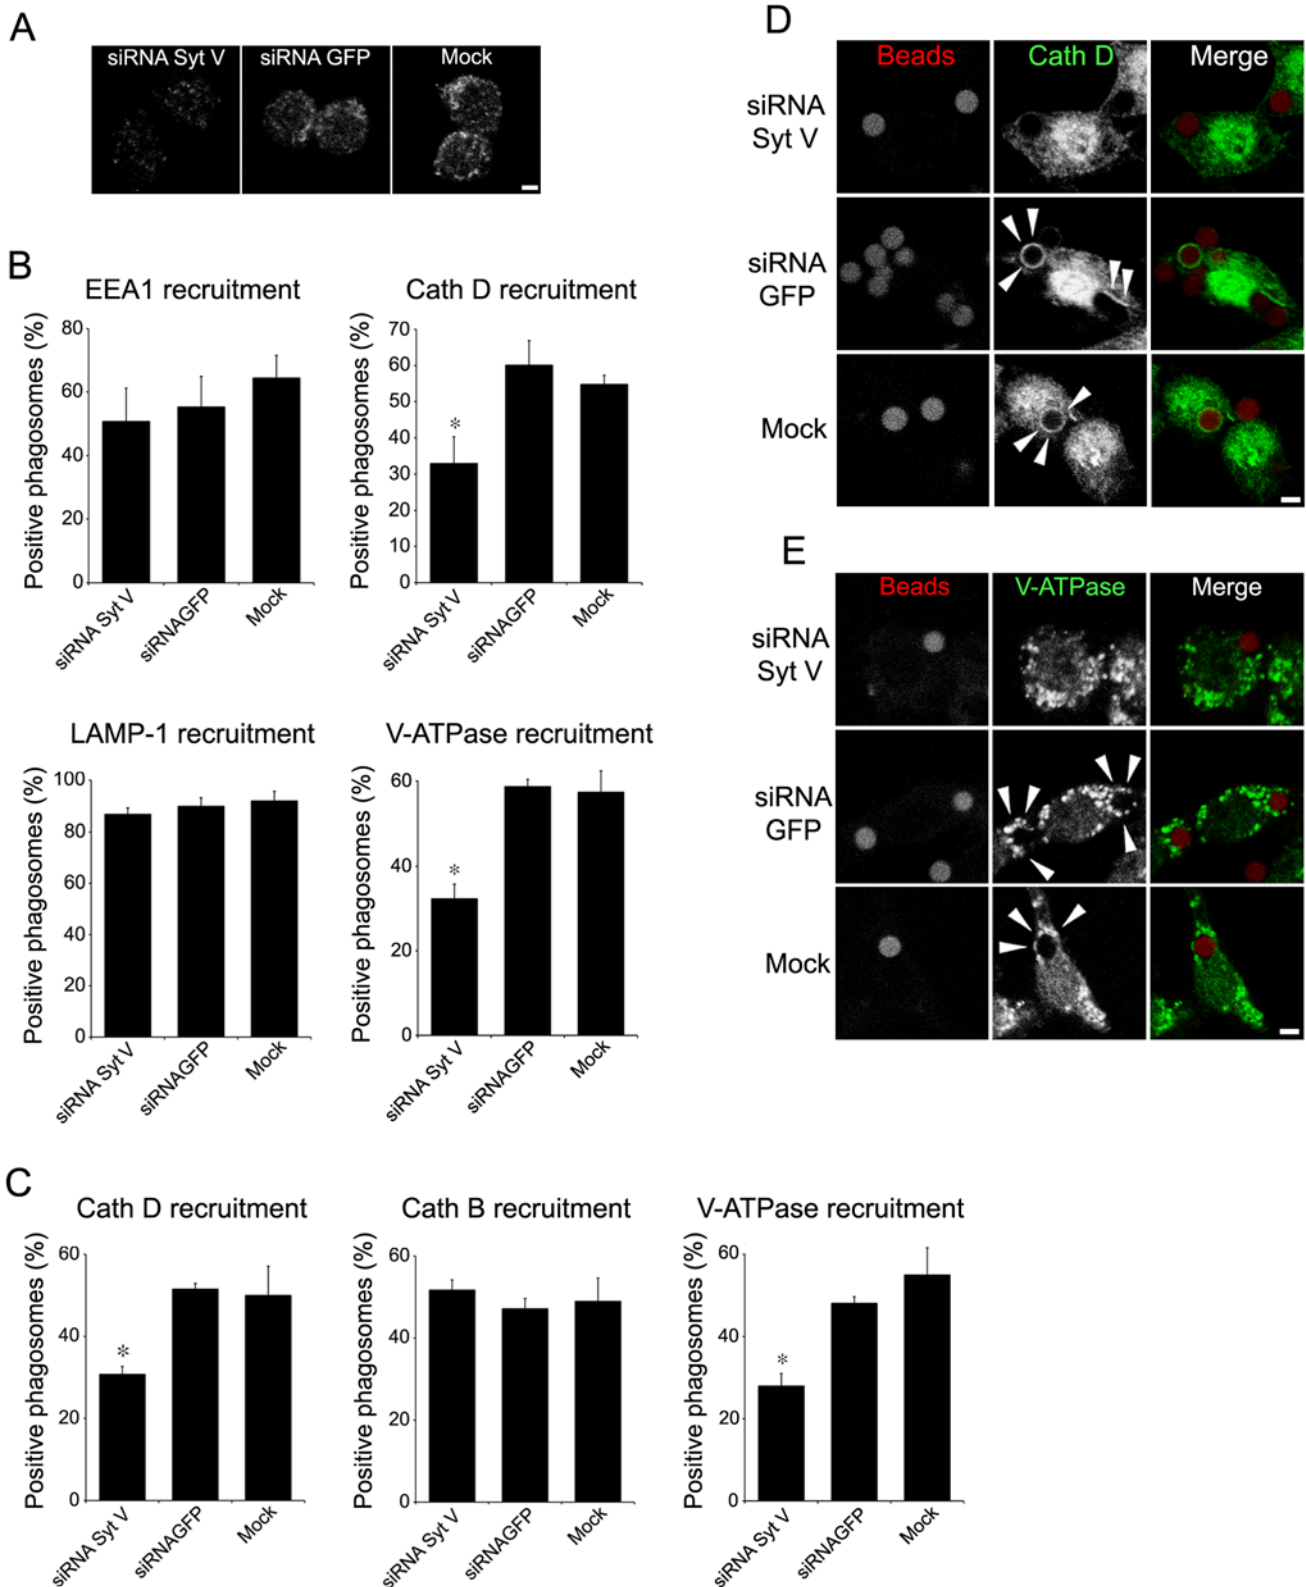 A
siRNA Syt V siRNA GFP Mock
B
EEA1 recruitment
Positive phagosomes (%)
80
60
40
20
0
siRNA Syt V
siRNAGFP
Mock
Cath D recruitment
Positive phagosomes (%)
70
60
50
40
30
20
10
0
*
siRNA Syt V
siRNAGFP
Mock
LAMP-1 recruitment
Positive phagosomes (%)
100
80
60
40
20
0
siRNA Syt V
siRNAGFP
Mock
V-ATPase recruitment
Positive phagosomes (%)
60
40
20
0
*
siRNA Syt V
siRNAGFP
Mock
C
Cath D recruitment
Positive phagosomes (%)
60
40
20
0
*
siRNA Syt V
siRNAGFP
Mock
Cath B recruitment
Positive phagosomes (%)
60
40
20
0
siRNA Syt V
siRNAGFP
Mock
V-ATPase recruitment
Positive phagosomes (%)
60
40
20
0
*
siRNA Syt V
siRNAGFP
Mock
D
Beads Cath D Merge
siRNA
Syt V
siRNA
GFP
Mock
E
Beads V-ATPase Merge
siRNA
Syt V
siRNA
GFP
Mock